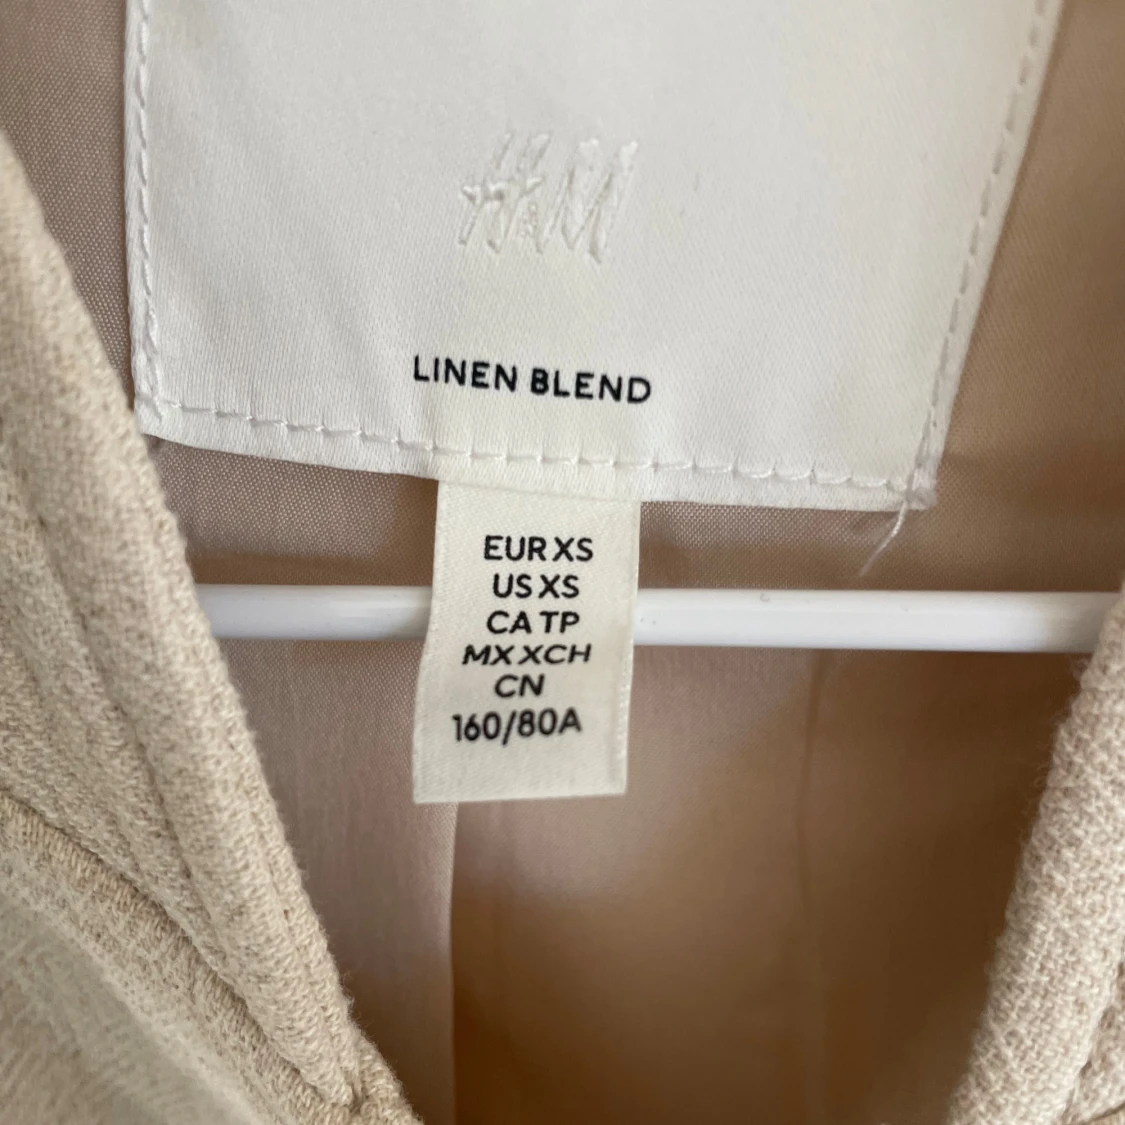 H&M
LINEN BLEND
EUR XS
US XS
CA TP
MX XCH
CN
160/80A